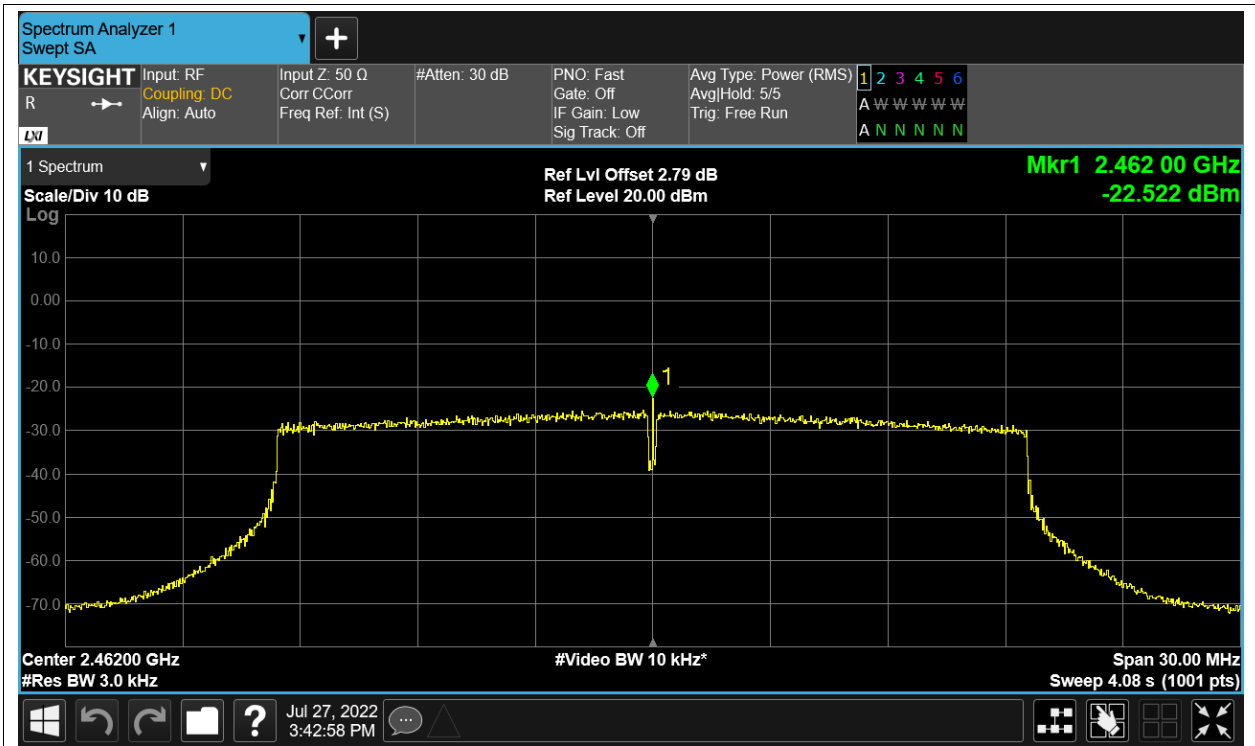 Spectrum Analyzer 1
Swept SA
KEYSIGHT
R
LXI
Input: RF
Coupling: DC
Align: Auto
Input Z: 50 Ω
Corr CCorr
Freq Ref: Int (S)
#Atten: 30 dB
PNO: Fast
Gate: Off
IF Gain: Low
Sig Track: Off
Avg Type: Power (RMS)
Avg|Hold: 5/5
Trig: Free Run
1 2 3 4 5 6
A W W W W W
A N N N N N
1 Spectrum
Scale/Div 10 dB
Log
Ref Lvl Offset 2.79 dB
Ref Level 20.00 dBm
Mkr1 2.462 00 GHz
-22.522 dBm
10.0
0.00
-10.0
-20.0
-30.0
-40.0
-50.0
-60.0
-70.0
1
Center 2.46200 GHz
#Res BW 3.0 kHz
#Video BW 10 kHz*
Span 30.00 MHz
Sweep 4.08 s (1001 pts)
?
Jul 27, 2022
3:42:58 PM